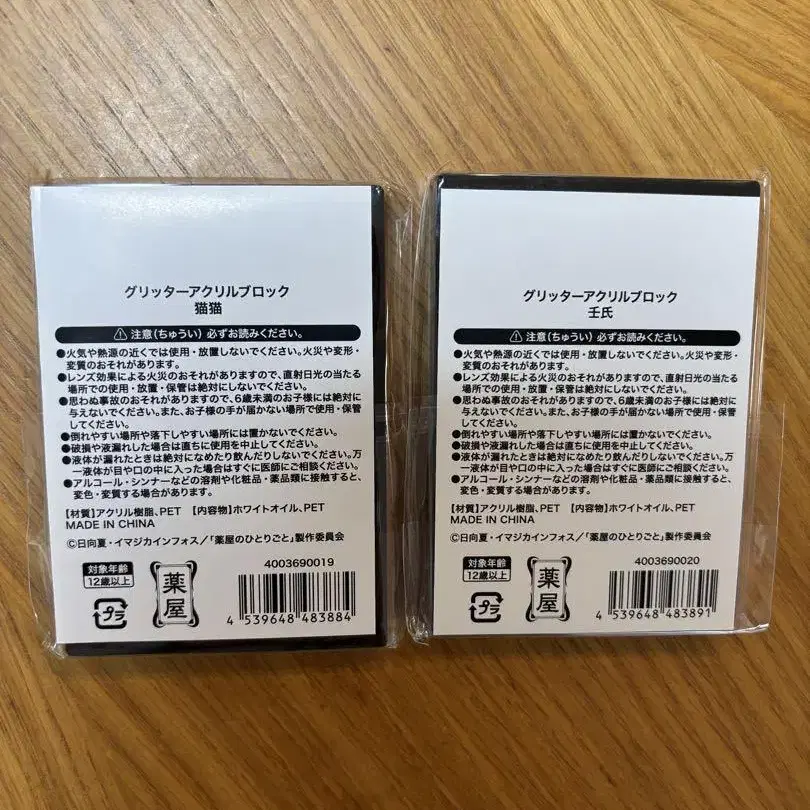 グリッターアクリルブロック
猫猫
⚠注意(ちゅうい) 必ずお読みください。
●火気や熱源の近くでは使用・放置しないでください。火災や変形・
変質のおそれがあります。
●レンズ効果による火災のおそれがありますので、直射日光の当たる
場所での使用・放置・保管は絶対にしないでください。
●思わぬ事故のおそれがありますので、6歳未満のお子様には絶対に
与えないでください。また、お子様の手が届かない場所で使用・保管
してください。
●倒れやすい場所や落下しやすい場所には置かないでください。
●破損や液漏れした場合は直ちに使用を中止してください。
●液体が漏れたときは絶対になめたり飲んだりしないでください。万
一液体が目や口の中に入った場合はすぐに医師にご相談ください。
●アルコール・シンナーなどの溶剤や化粧品・薬品類に接触すると、
変色・変質する場合があります。
【材質】アクリル樹脂、PET 【内容物】ホワイトオイル、PET
MADE IN CHINA
©日向夏・イマジカインフォス/「薬屋のひとりごと」製作委員会
対象年齢
12歳以上
薬屋
プラ
4003690019
4 539648 483884
グリッターアクリルブロック
壬氏
⚠注意(ちゅうい) 必ずお読みください。
●火気や熱源の近くでは使用・放置しないでください。火災や変形・
変質のおそれがあります。
●レンズ効果による火災のおそれがありますので、直射日光の当たる
場所での使用・放置・保管は絶対にしないでください。
●思わぬ事故のおそれがありますので、6歳未満のお子様には絶対に
与えないでください。また、お子様の手が届かない場所で使用・保管
してください。
●倒れやすい場所や落下しやすい場所には置かないでください。
●破損や液漏れした場合は直ちに使用を中止してください。
●液体が漏れたときは絶対になめたり飲んだりしないでください。万
一液体が目や口の中に入った場合はすぐに医師にご相談ください。
●アルコール・シンナーなどの溶剤や化粧品・薬品類に接触すると、
変色・変質する場合があります。
【材質】アクリル樹脂、PET 【内容物】ホワイトオイル、PET
MADE IN CHINA
©日向夏・イマジカインフォス/「薬屋のひとりごと」製作委員会
対象年齢
12歳以上
薬屋
プラ
4003690020
4 539648 483891